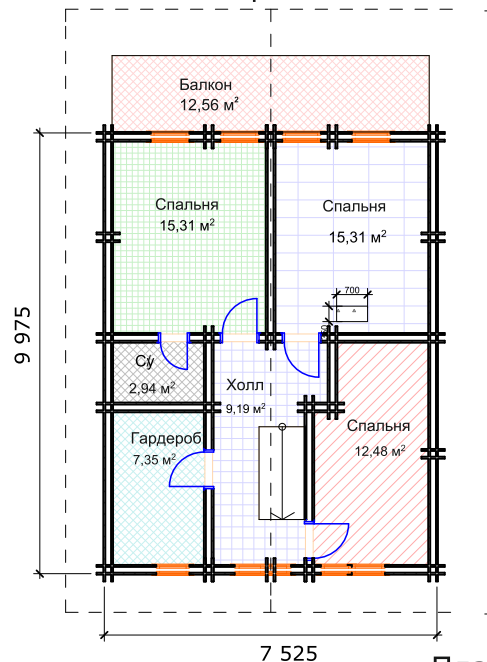 Балкон
12,56 м²
Спальня
15,31 м²
Спальня
15,31 м²
700
9 975
Су
2,94 м²
Холл
9,19 м²
Гардероб
7,35 м²
Спальня
12,48 м²
7 525